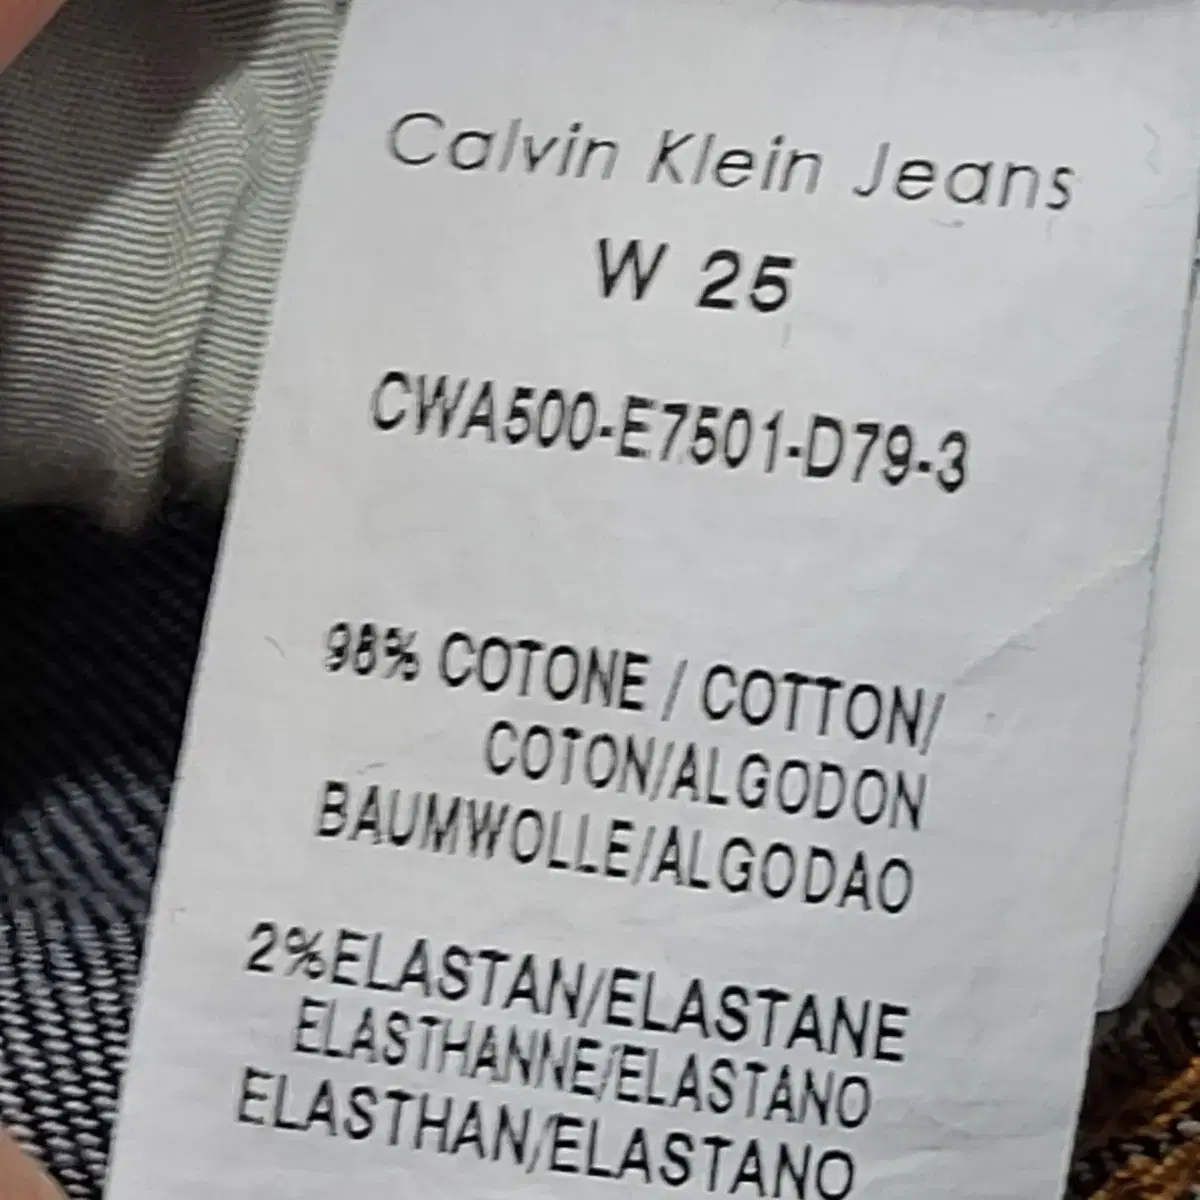 Calvin Klein Jeans
W 25
CWA500-E7501-D79-3
98% COTONE / COTTON/
COTON/ALGODON
BAUMWOLLE/ALGODAO
2%ELASTAN/ELASTANE
ELASTHANNE/ELASTANO
ELASTHAN/ELASTANO